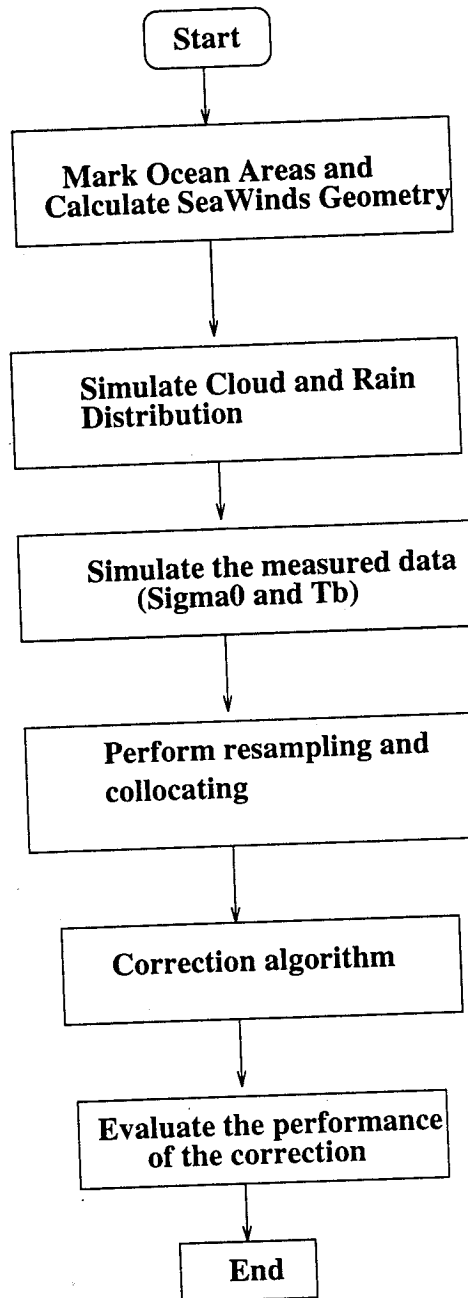 Start
Mark Ocean Areas and
Calculate SeaWinds Geometry
Simulate Cloud and Rain
Distribution
Simulate the measured data
(Sigma0 and Tb)
Perform resampling and
collocating
Correction algorithm
Evaluate the performance
of the correction
End